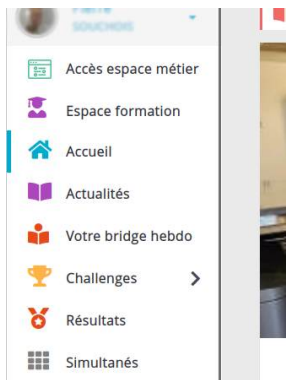 Accès espace métier
Espace formation
Accueil
Actualités
Votre bridge hebdo
Challenges
Résultats
Simultanés